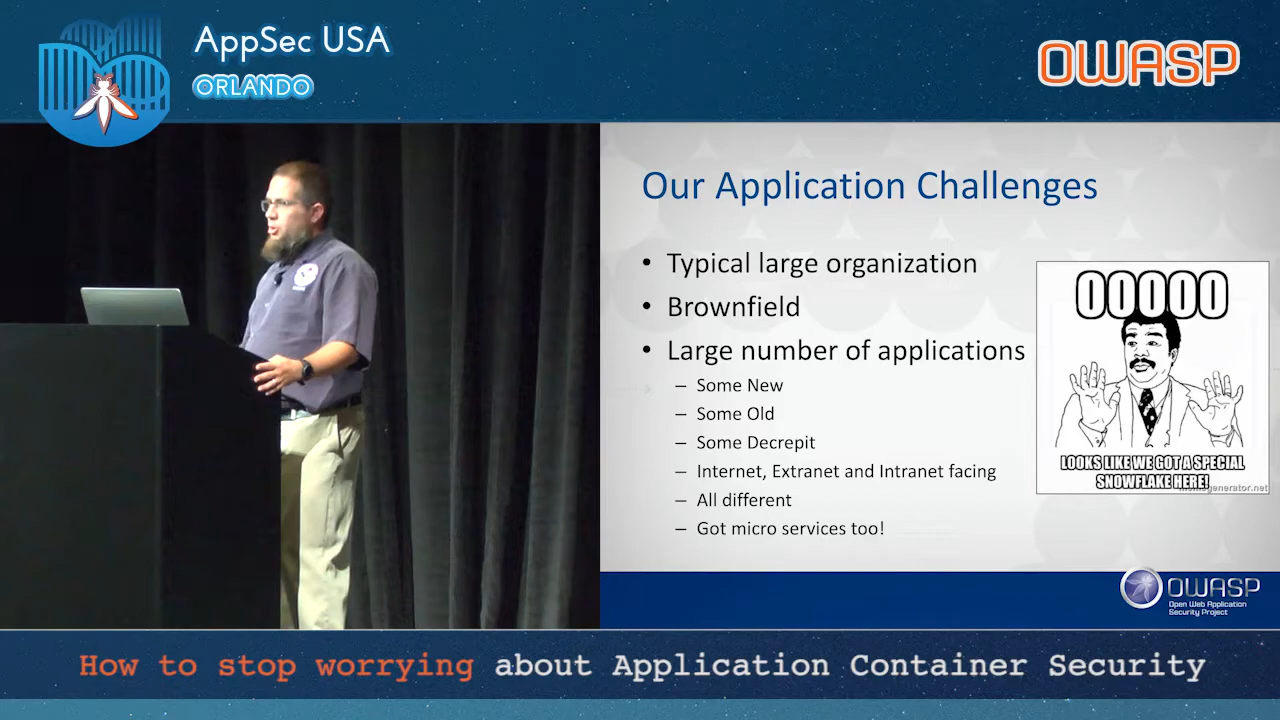 AppSec USA
ORLANDO
OWASP
Our Application Challenges
• Typical large organization
• Brownfield
• Large number of applications
– Some New
– Some Old
– Some Decrepit
– Internet, Extranet and Intranet facing
– All different
– Got micro services too!
OOOOO
LOOKS LIKE WE GOT A SPECIAL
SNOWFLAKE HERE!
OWASP
Open Web Application
Security Project
How to stop worrying about Application Container Security